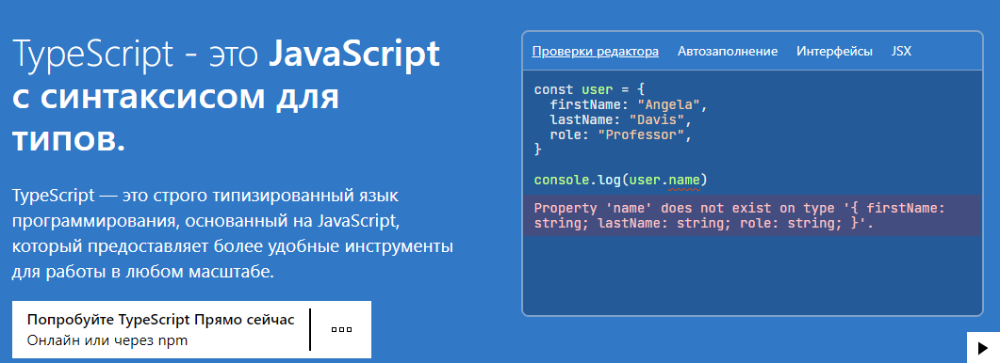 TypeScript - это JavaScript
с синтаксисом для
типов.
TypeScript — это строго типизированный язык
программирования, основанный на JavaScript,
который предоставляет более удобные инструменты
для работы в любом масштабе.
Попробуйте TypeScript Прямо сейчас
Онлайн или через npm
Проверки редактора Автозаполнение Интерфейсы JSX
const user = {
  firstName: "Angela",
  lastName: "Davis",
  role: "Professor",
}
console.log(user.name)
Property 'name' does not exist on type '{ firstName:
string; lastName: string; role: string; }'.